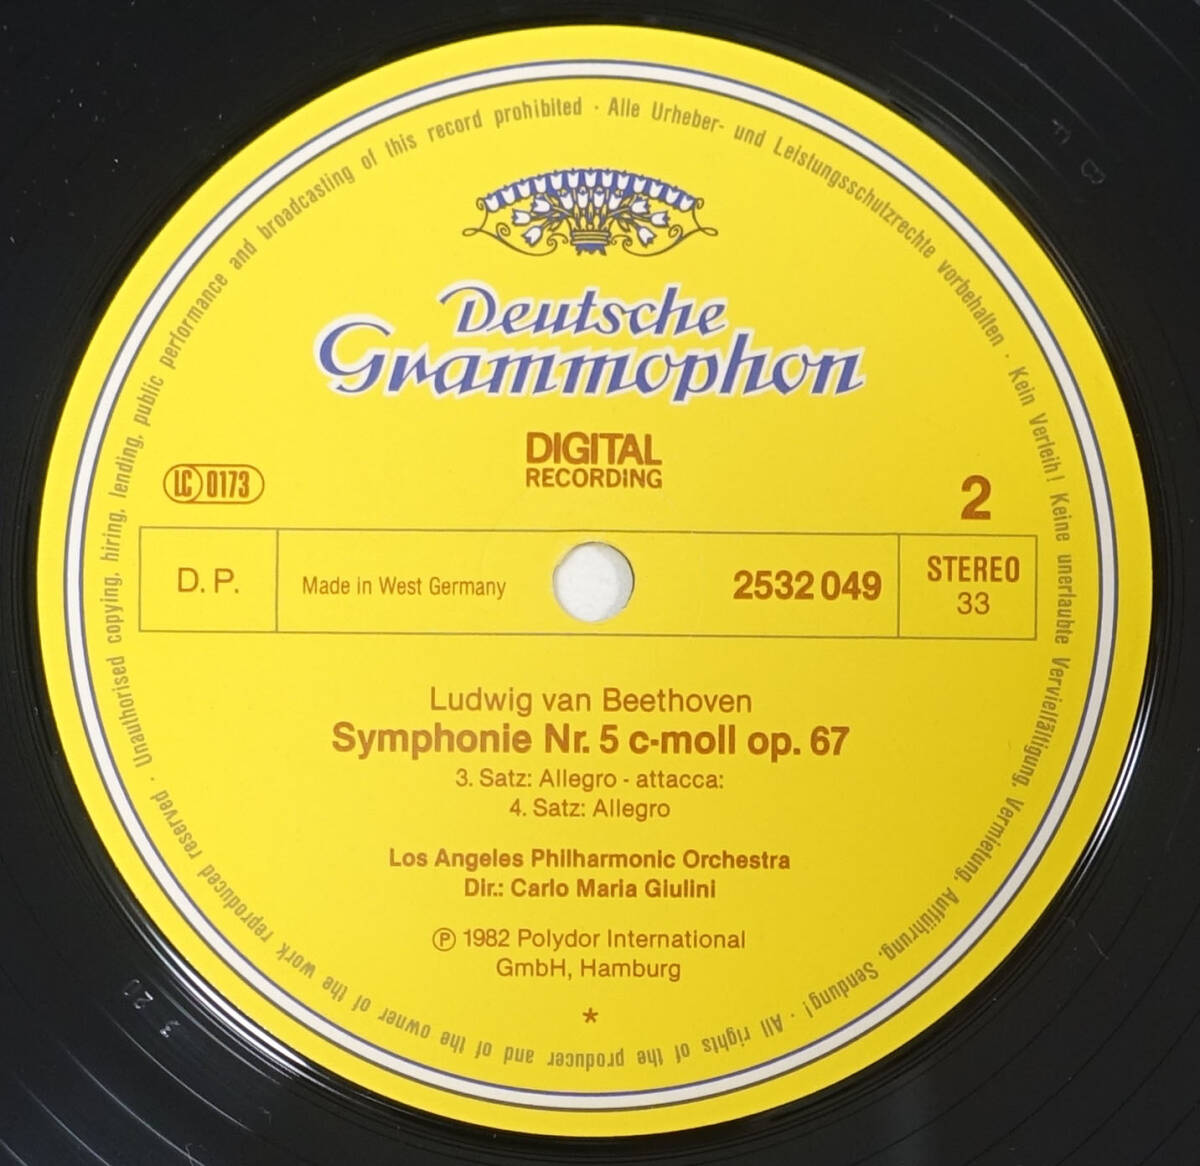 Deutsche
Grammophon
DIGITAL
RECORDING
LC 0173
2
D. P.
Made in West Germany
2532 049
STEREO
33
Ludwig van Beethoven
Symphonie Nr. 5 c-moll op. 67
3. Satz: Allegro - attacca:
4. Satz: Allegro
Los Angeles Philharmonic Orchestra
Dir.: Carlo Maria Giulini
℗ 1982 Polydor International
GmbH, Hamburg
*
Alle Urheber- und Leistungsschutzrechte vorbehalten · Kein Verleih! Keine unerlaubte Vervielfältigung, Vermietung, Aufführung, Sendung! · All rights of the producer and of the owner of the work reproduced reserved · Unauthorised copying, hiring, lending, public performance and broadcasting of this record prohibited ·